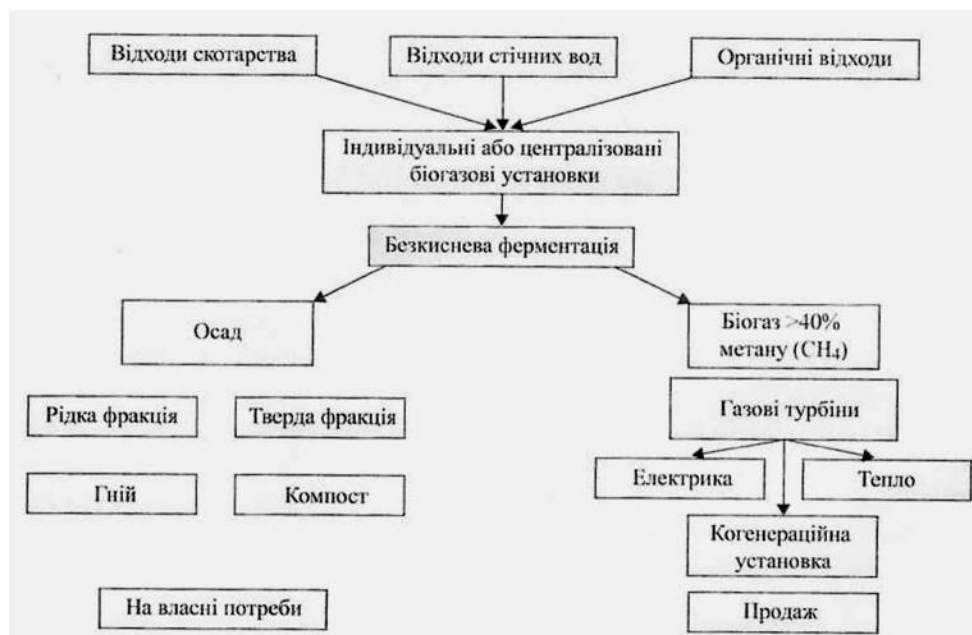 Відходи скотарства
Відходи стічних вод
Органічні відходи
Індивідуальні або централізовані
біогазові установки
Безкиснева ферментація
Осад
Біогаз >40%
метану (CH₄)
Рідка фракція
Тверда фракція
Газові турбіни
Гній
Компост
Електрика
Тепло
Когенераційна
установка
На власні потреби
Продаж